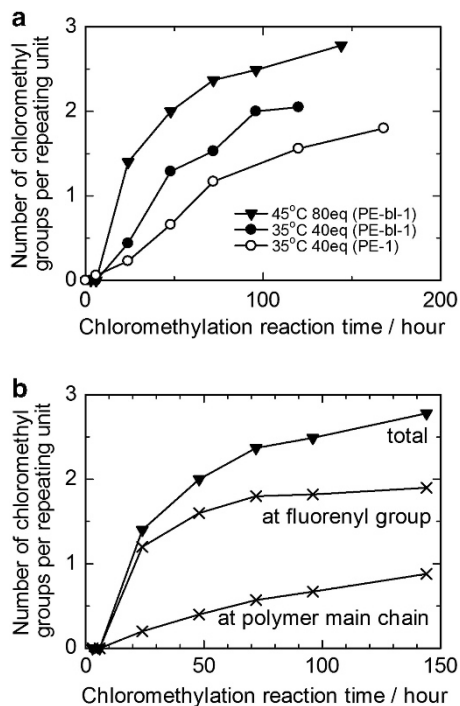 a
Number of chloromethyl
groups per repeating unit
3
2
1
0
45°C 80eq (PE-bl-1)
35°C 40eq (PE-bl-1)
35°C 40eq (PE-1)
0 100 200
Chloromethylation reaction time / hour
b
Number of chloromethyl
groups per repeating unit
3
2
1
0
total
at fluorenyl group
at polymer main chain
0 50 100 150
Chloromethylation reaction time / hour